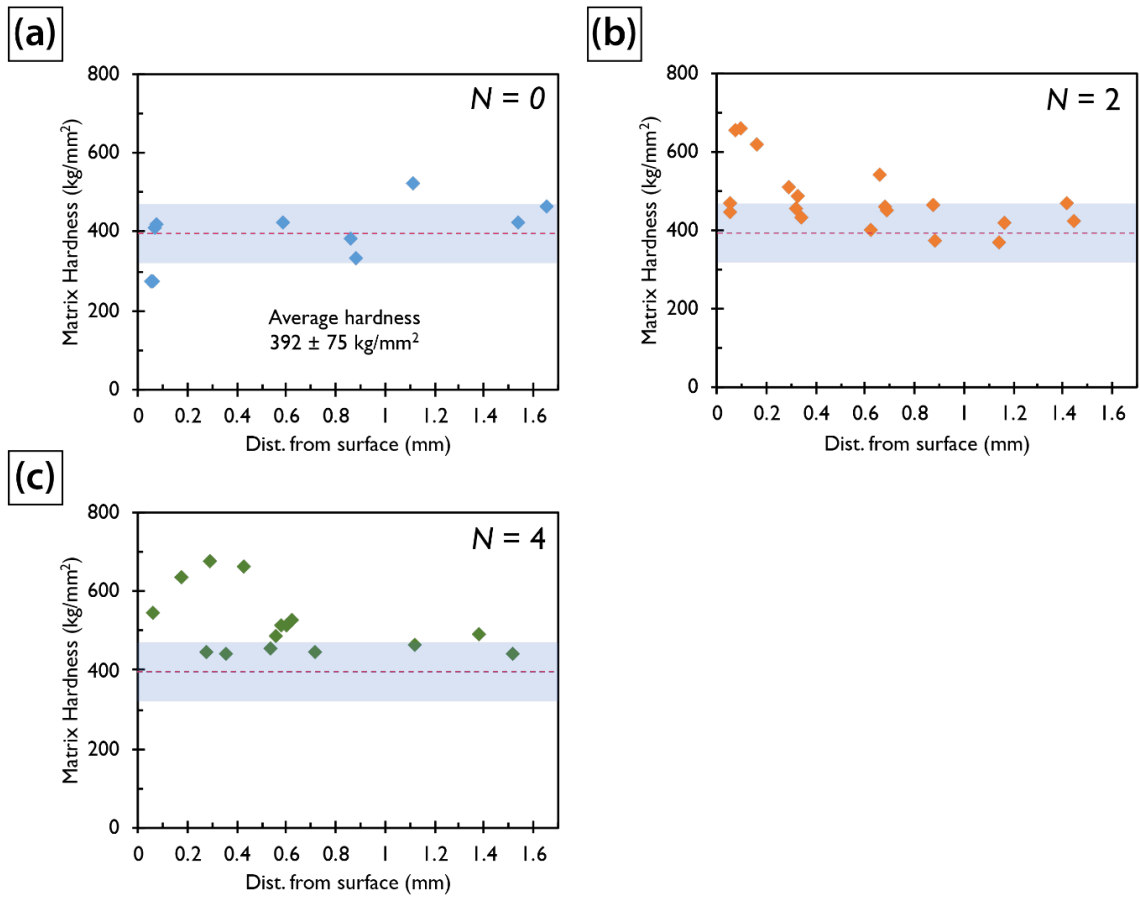 (a)
N = 0
Matrix Hardness (kg/mm²)
800
600
400
200
0
Average hardness
392 ± 75 kg/mm²
0 0.2 0.4 0.6 0.8 1 1.2 1.4 1.6
Dist. from surface (mm)
(b)
N = 2
Matrix Hardness (kg/mm²)
800
600
400
200
0
0 0.2 0.4 0.6 0.8 1 1.2 1.4 1.6
Dist. from surface (mm)
(c)
N = 4
Matrix Hardness (kg/mm²)
800
600
400
200
0
0 0.2 0.4 0.6 0.8 1 1.2 1.4 1.6
Dist. from surface (mm)